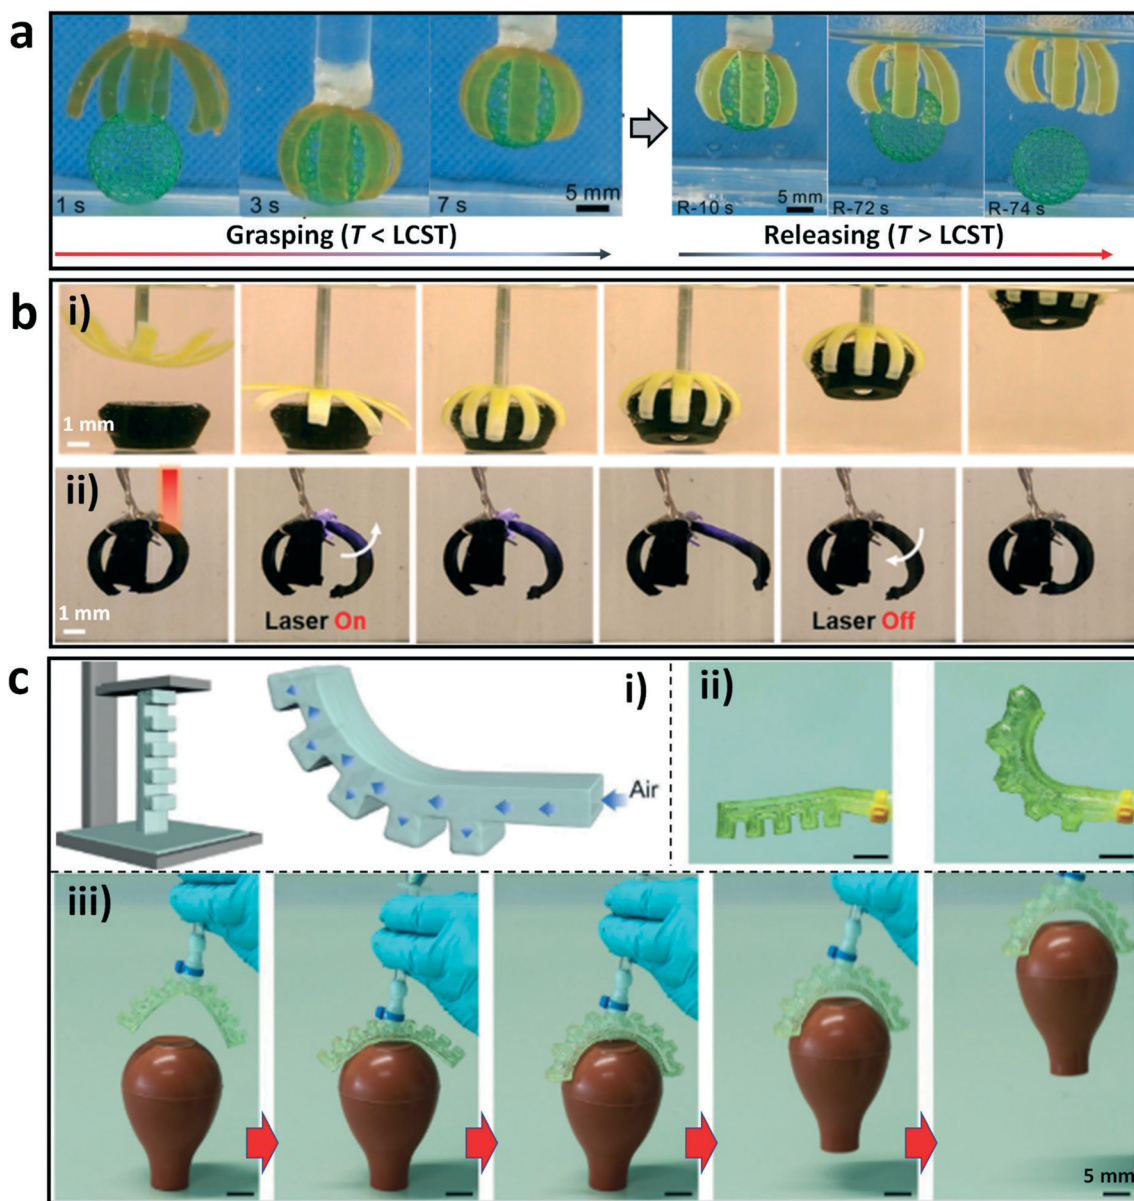 a
1 s
3 s
7 s
5 mm
R-10 s
5 mm
R-72 s
R-74 s
Grasping (T < LCST)
Releasing (T > LCST)
b
i)
1 mm
ii)
1 mm
Laser On
Laser Off
c
i)
Air
ii)
iii)
5 mm